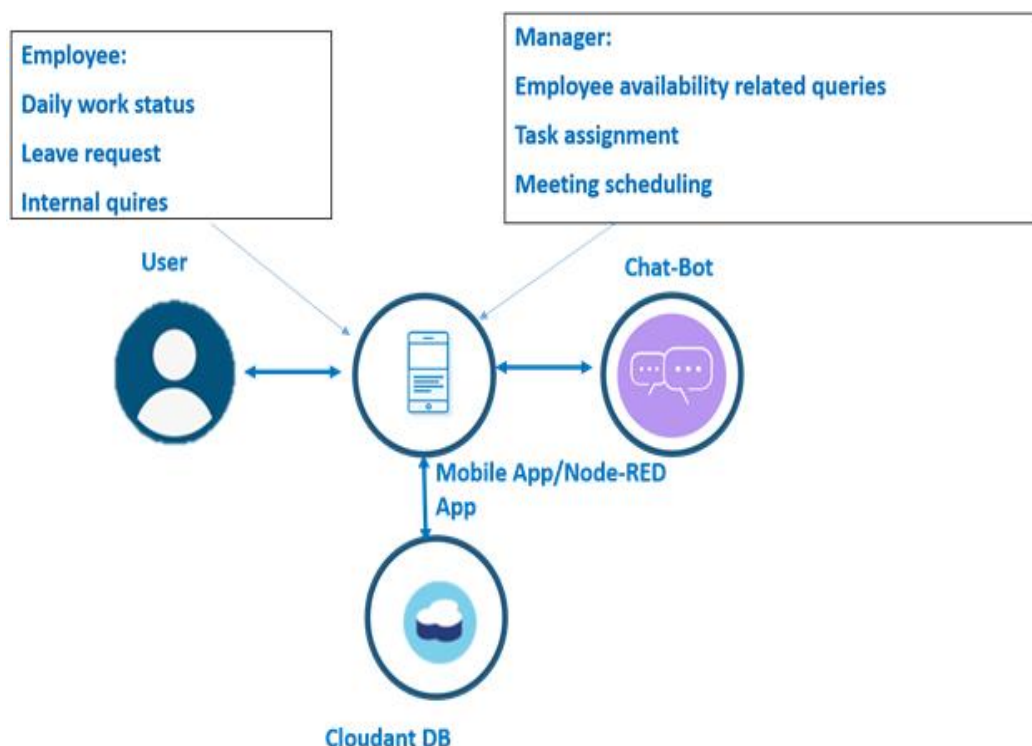 Employee:
Daily work status
Leave request
Internal quires
Manager:
Employee availability related queries
Task assignment
Meeting scheduling
User
Chat-Bot
Mobile App/Node-RED
App
Cloudant DB